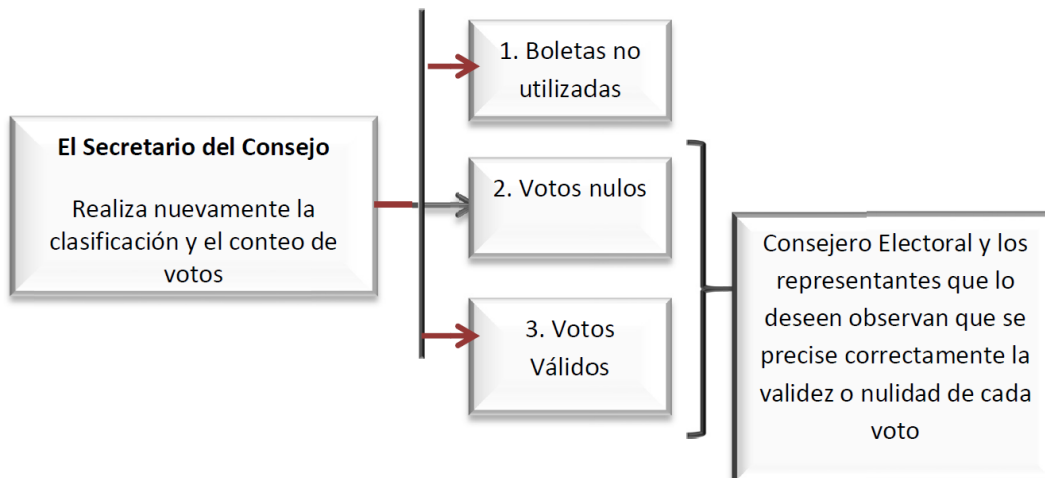 El Secretario del Consejo
Realiza nuevamente la
clasificación y el conteo de
votos
1. Boletas no
utilizadas
2. Votos nulos
3. Votos
Válidos
Consejero Electoral y los
representantes que lo
deseen observan que se
precise correctamente la
validez o nulidad de cada
voto